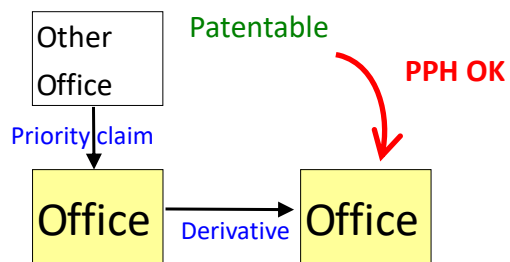 Other
Office
Patentable
PPH OK
Priority claim
Office
Derivative
Office